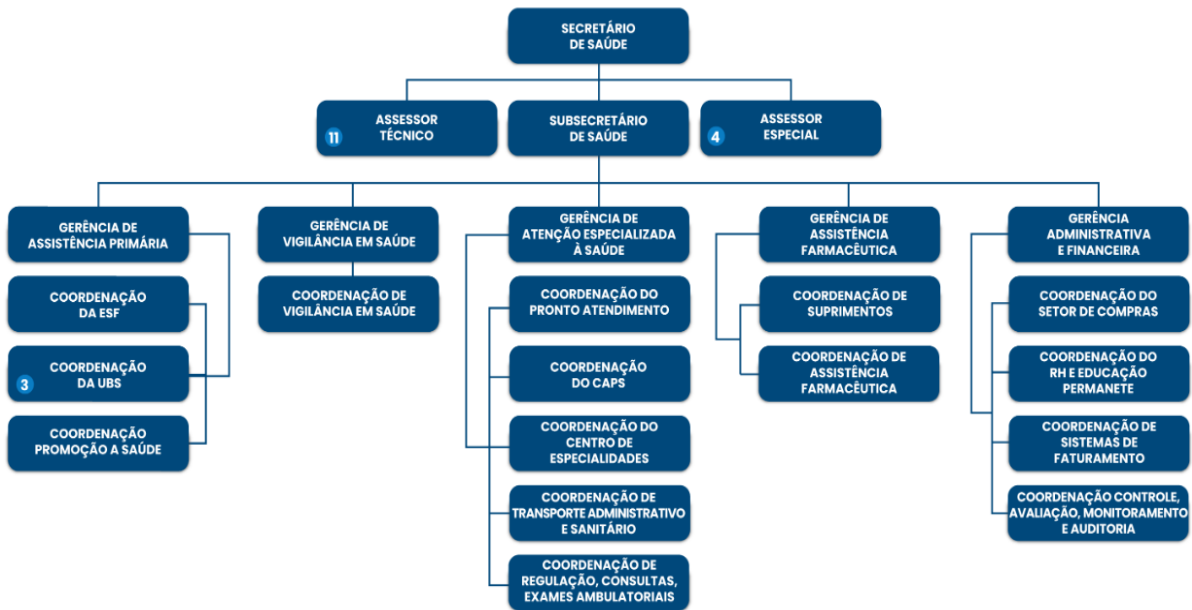 SECRETÁRIO
DE SAÚDE
11
ASSESSOR
TÉCNICO
SUBSECRETÁRIO
DE SAÚDE
4
ASSESSOR
ESPECIAL
GERÊNCIA DE
ASSISTÊNCIA PRIMÁRIA
COORDENAÇÃO
DA ESF
3
COORDENAÇÃO
DA UBS
COORDENAÇÃO
PROMOÇÃO A SAÚDE
GERÊNCIA DE
VIGILÂNCIA EM SAÚDE
COORDENAÇÃO DE
VIGILÂNCIA EM SAÚDE
GERÊNCIA DE
ATENÇÃO ESPECIALIZADA
À SAÚDE
COORDENAÇÃO DO
PRONTO ATENDIMENTO
COORDENAÇÃO
DO CAPS
COORDENAÇÃO DO
CENTRO DE
ESPECIALIDADES
COORDENAÇÃO DE
TRANSPORTE ADMINISTRATIVO
E SANITÁRIO
COORDENAÇÃO DE
REGULAÇÃO, CONSULTAS,
EXAMES AMBULATORIAIS
GERÊNCIA DE
ASSISTÊNCIA
FARMACÊUTICA
COORDENAÇÃO DE
SUPRIMENTOS
COORDENAÇÃO DE
ASSISTÊNCIA
FARMACÊUTICA
GERÊNCIA
ADMINISTRATIVA
E FINANCEIRA
COORDENAÇÃO DO
SETOR DE COMPRAS
COORDENAÇÃO DO
RH E EDUCAÇÃO
PERMANETE
COORDENAÇÃO DE
SISTEMAS DE
FATURAMENTO
COORDENAÇÃO CONTROLE,
AVALIAÇÃO, MONITORAMENTO
E AUDITORIA